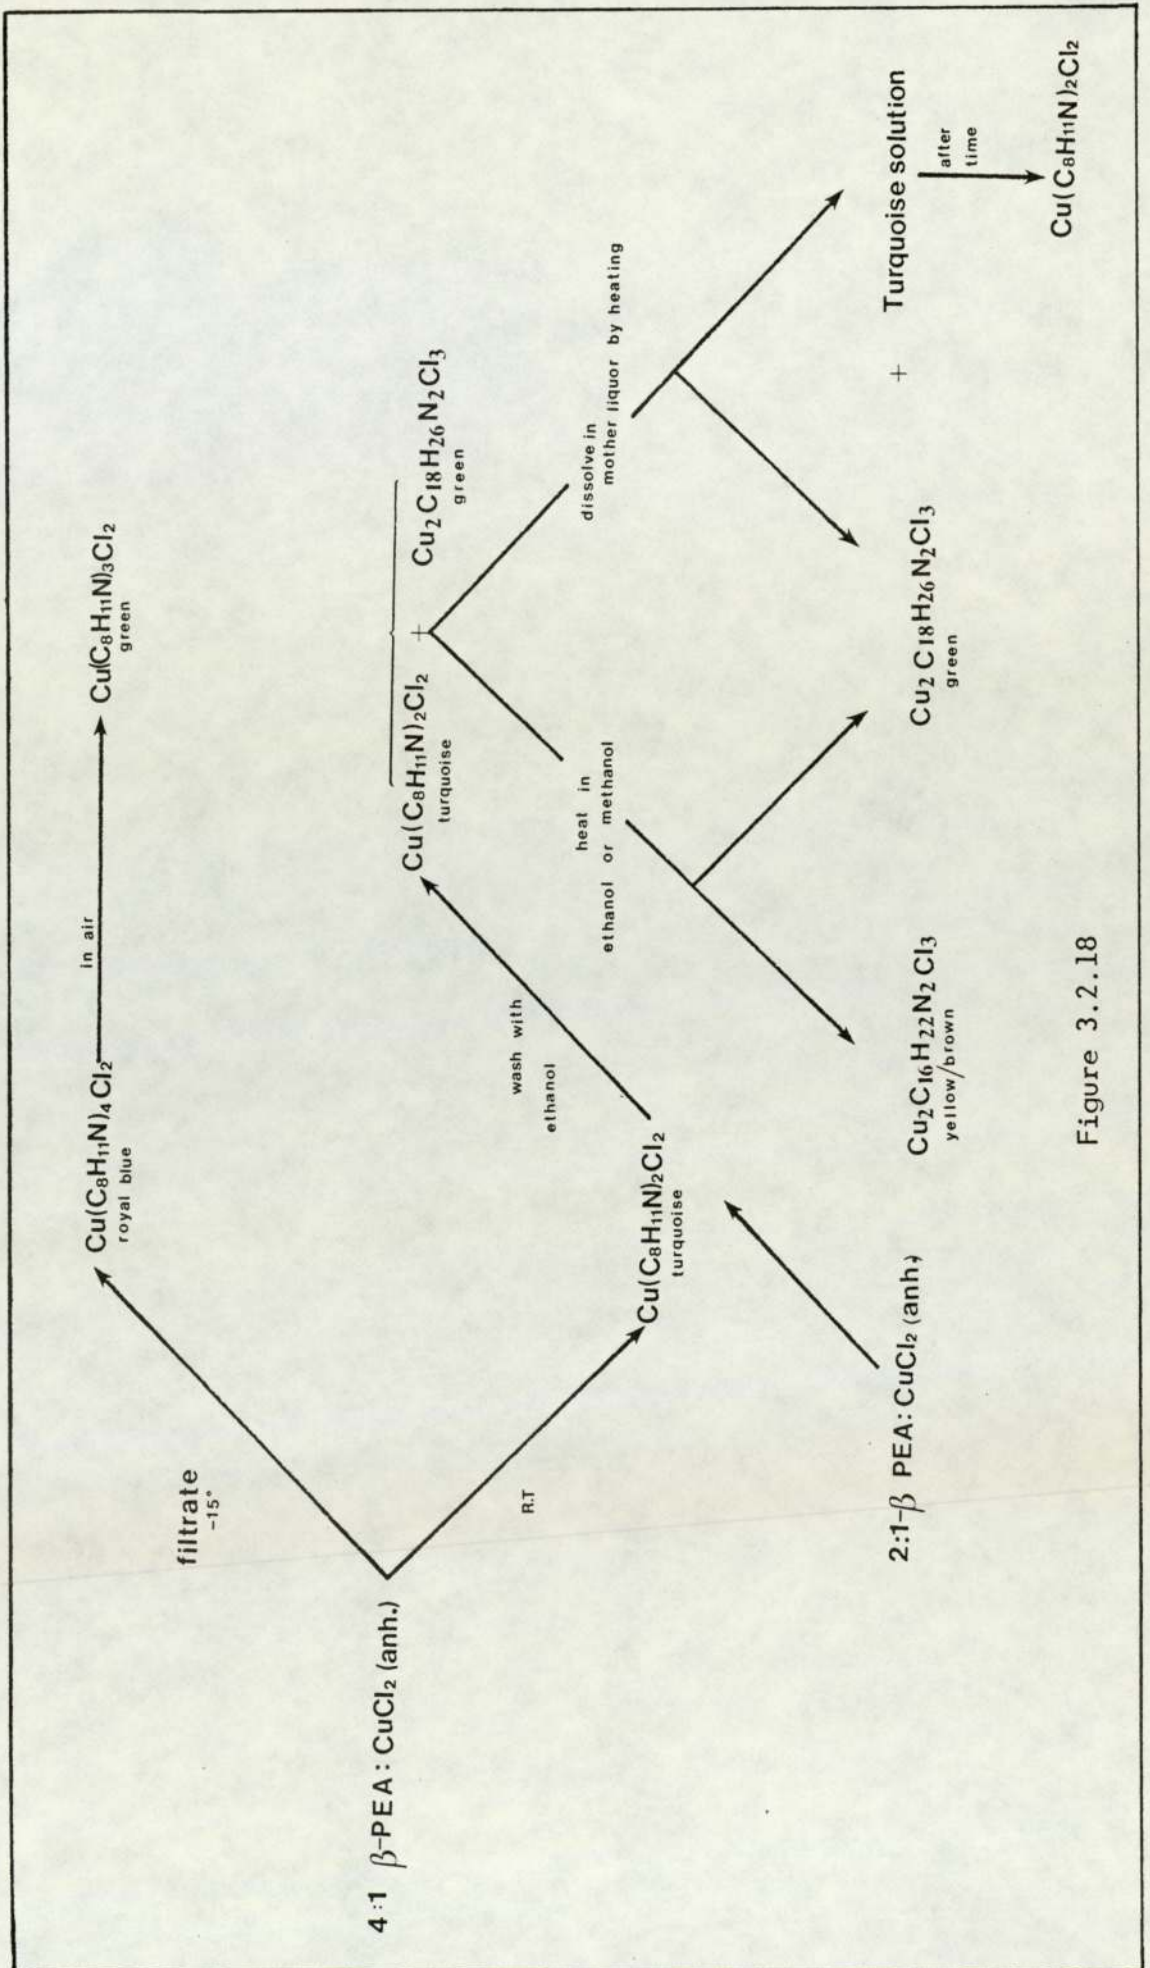 filtrate
-15°
Cu(C₈H₁₁N)₄Cl₂
royal blue
in air
Cu(C₈H₁₁N)₃Cl₂
green
4:1 β-PEA: CuCl₂ (anh.)
R.T
Cu(C₈H₁₁N)₂Cl₂
turquoise
wash with
ethanol
Cu(C₈H₁₁N)₂Cl₂
turquoise
+
Cu₂C₁₈H₂₆N₂Cl₃
green
heat in
ethanol or methanol
dissolve in
mother liquor by heating
2:1-β PEA: CuCl₂ (anh.)
Cu₂C₁₆H₂₂N₂Cl₃
yellow/brown
Cu₂C₁₈H₂₆N₂Cl₃
green
+
Turquoise solution
after
time
Cu(C₈H₁₁N)₂Cl₂
Figure 3.2.18